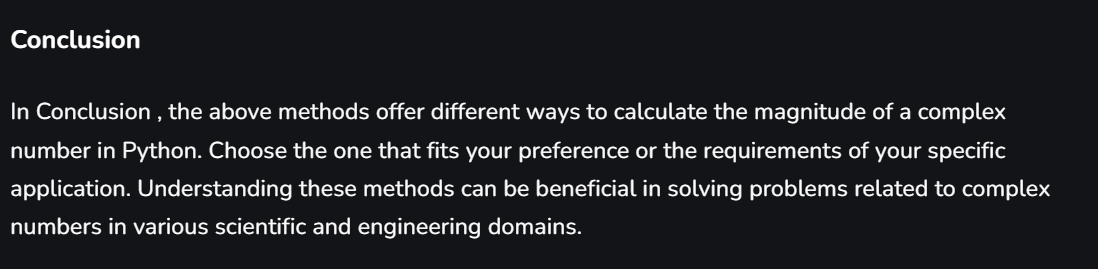 Conclusion
In Conclusion , the above methods offer different ways to calculate the magnitude of a complex
number in Python. Choose the one that fits your preference or the requirements of your specific
application. Understanding these methods can be beneficial in solving problems related to complex
numbers in various scientific and engineering domains.